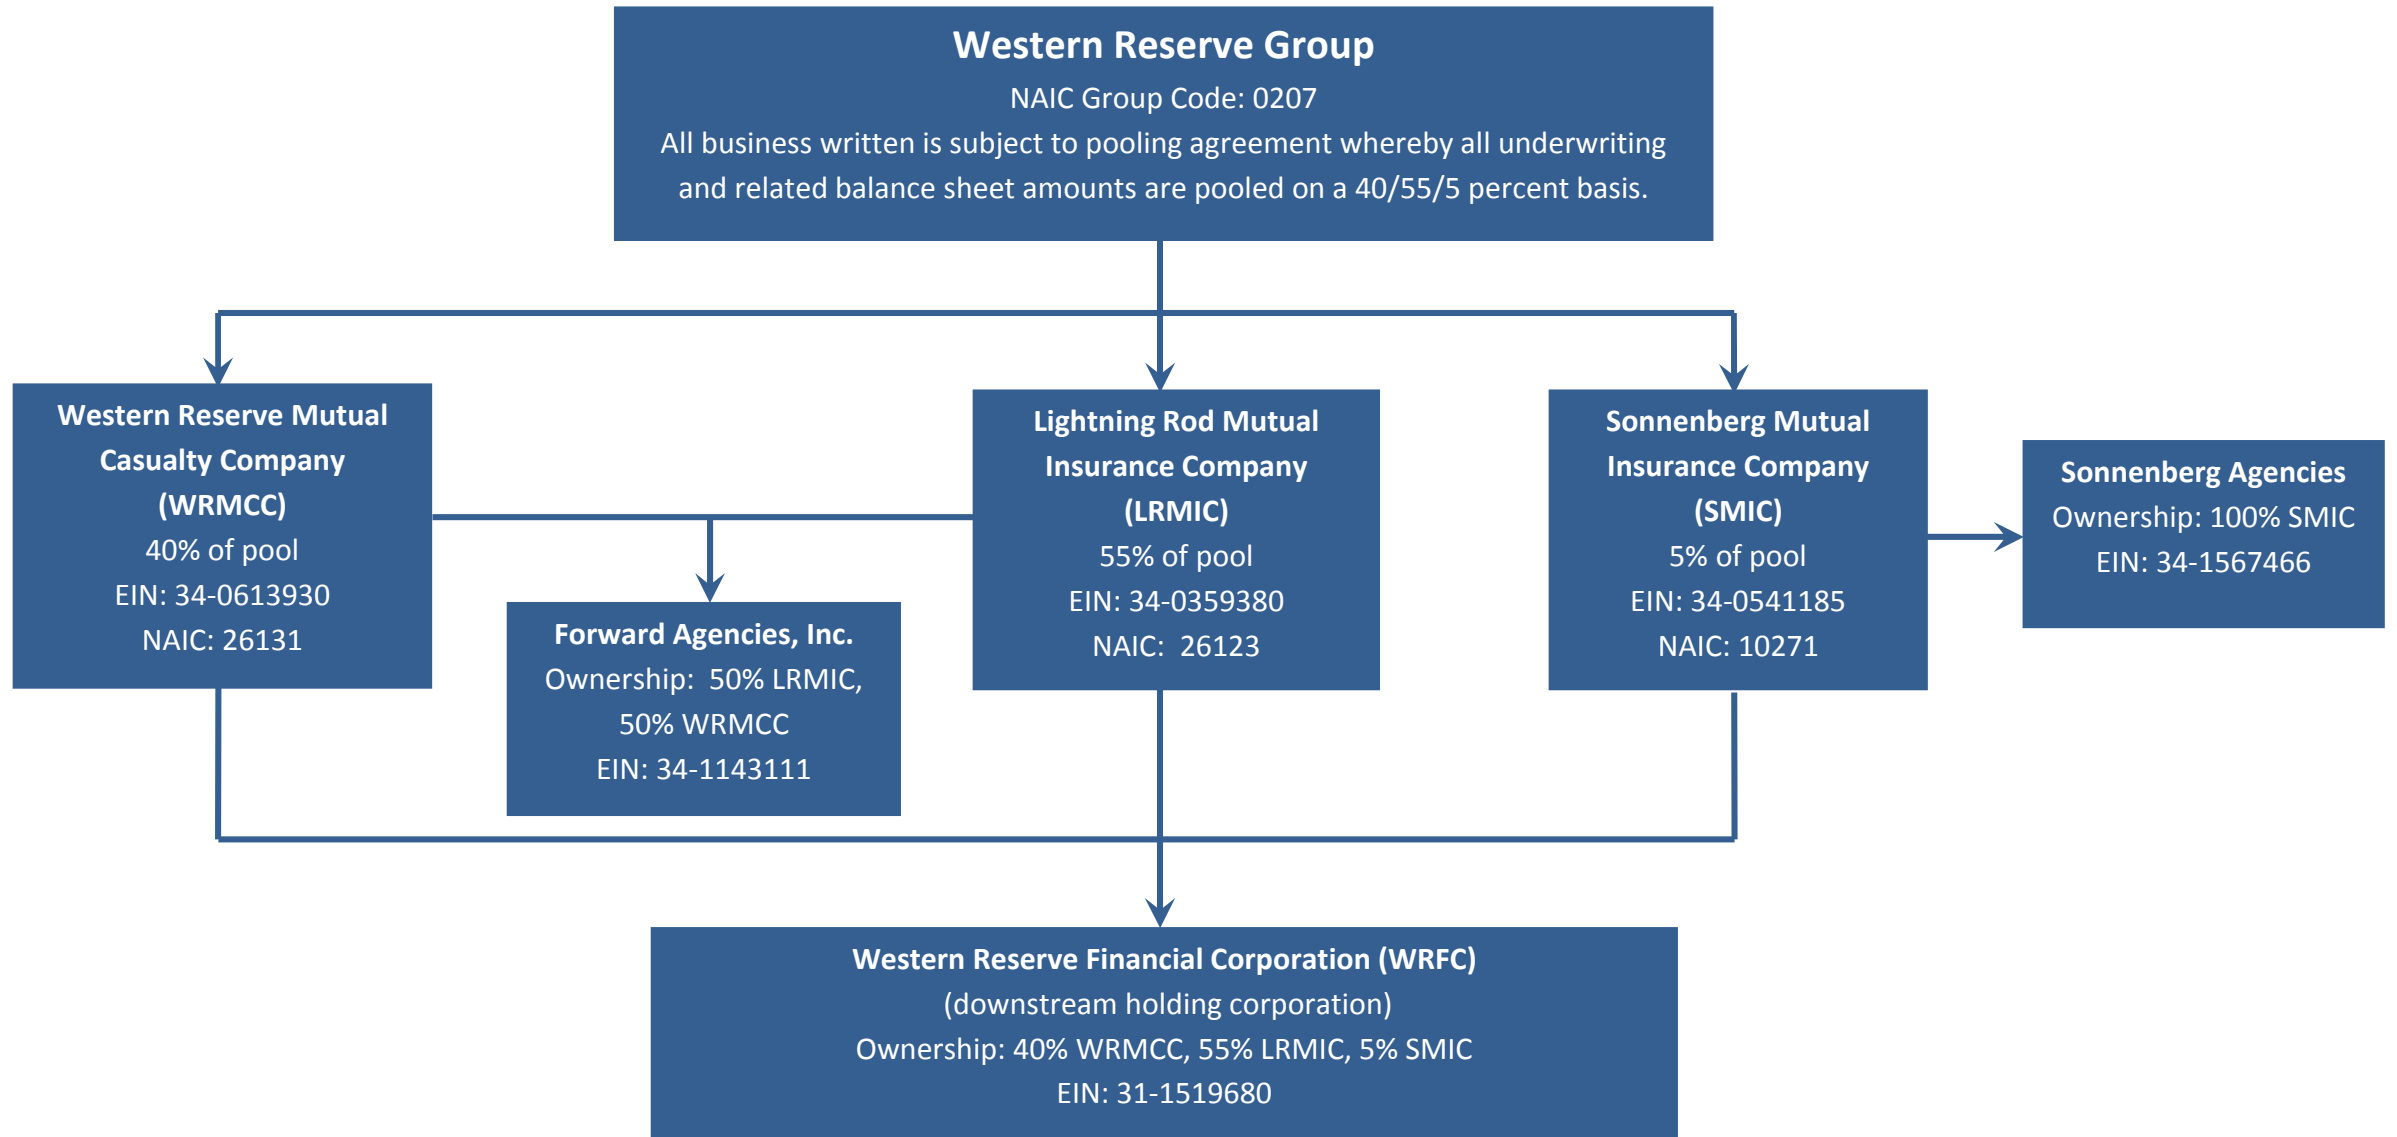 Western Reserve Group
NAIC Group Code: 0207
All business written is subject to pooling agreement whereby all underwriting
and related balance sheet amounts are pooled on a 40/55/5 percent basis.
Western Reserve Mutual
Casualty Company
(WRMCC)
40% of pool
EIN: 34-0613930
NAIC: 26131
Forward Agencies, Inc.
Ownership:  50% LRMIC,
50% WRMCC
EIN: 34-1143111
Lightning Rod Mutual
Insurance Company
(LRMIC)
55% of pool
EIN: 34-0359380
NAIC:  26123
Sonnenberg Mutual
Insurance Company
(SMIC)
5% of pool
EIN: 34-0541185
NAIC: 10271
Sonnenberg Agencies
Ownership: 100% SMIC
EIN: 34-1567466
Western Reserve Financial Corporation (WRFC)
(downstream holding corporation)
Ownership: 40% WRMCC, 55% LRMIC, 5% SMIC
EIN: 31-1519680